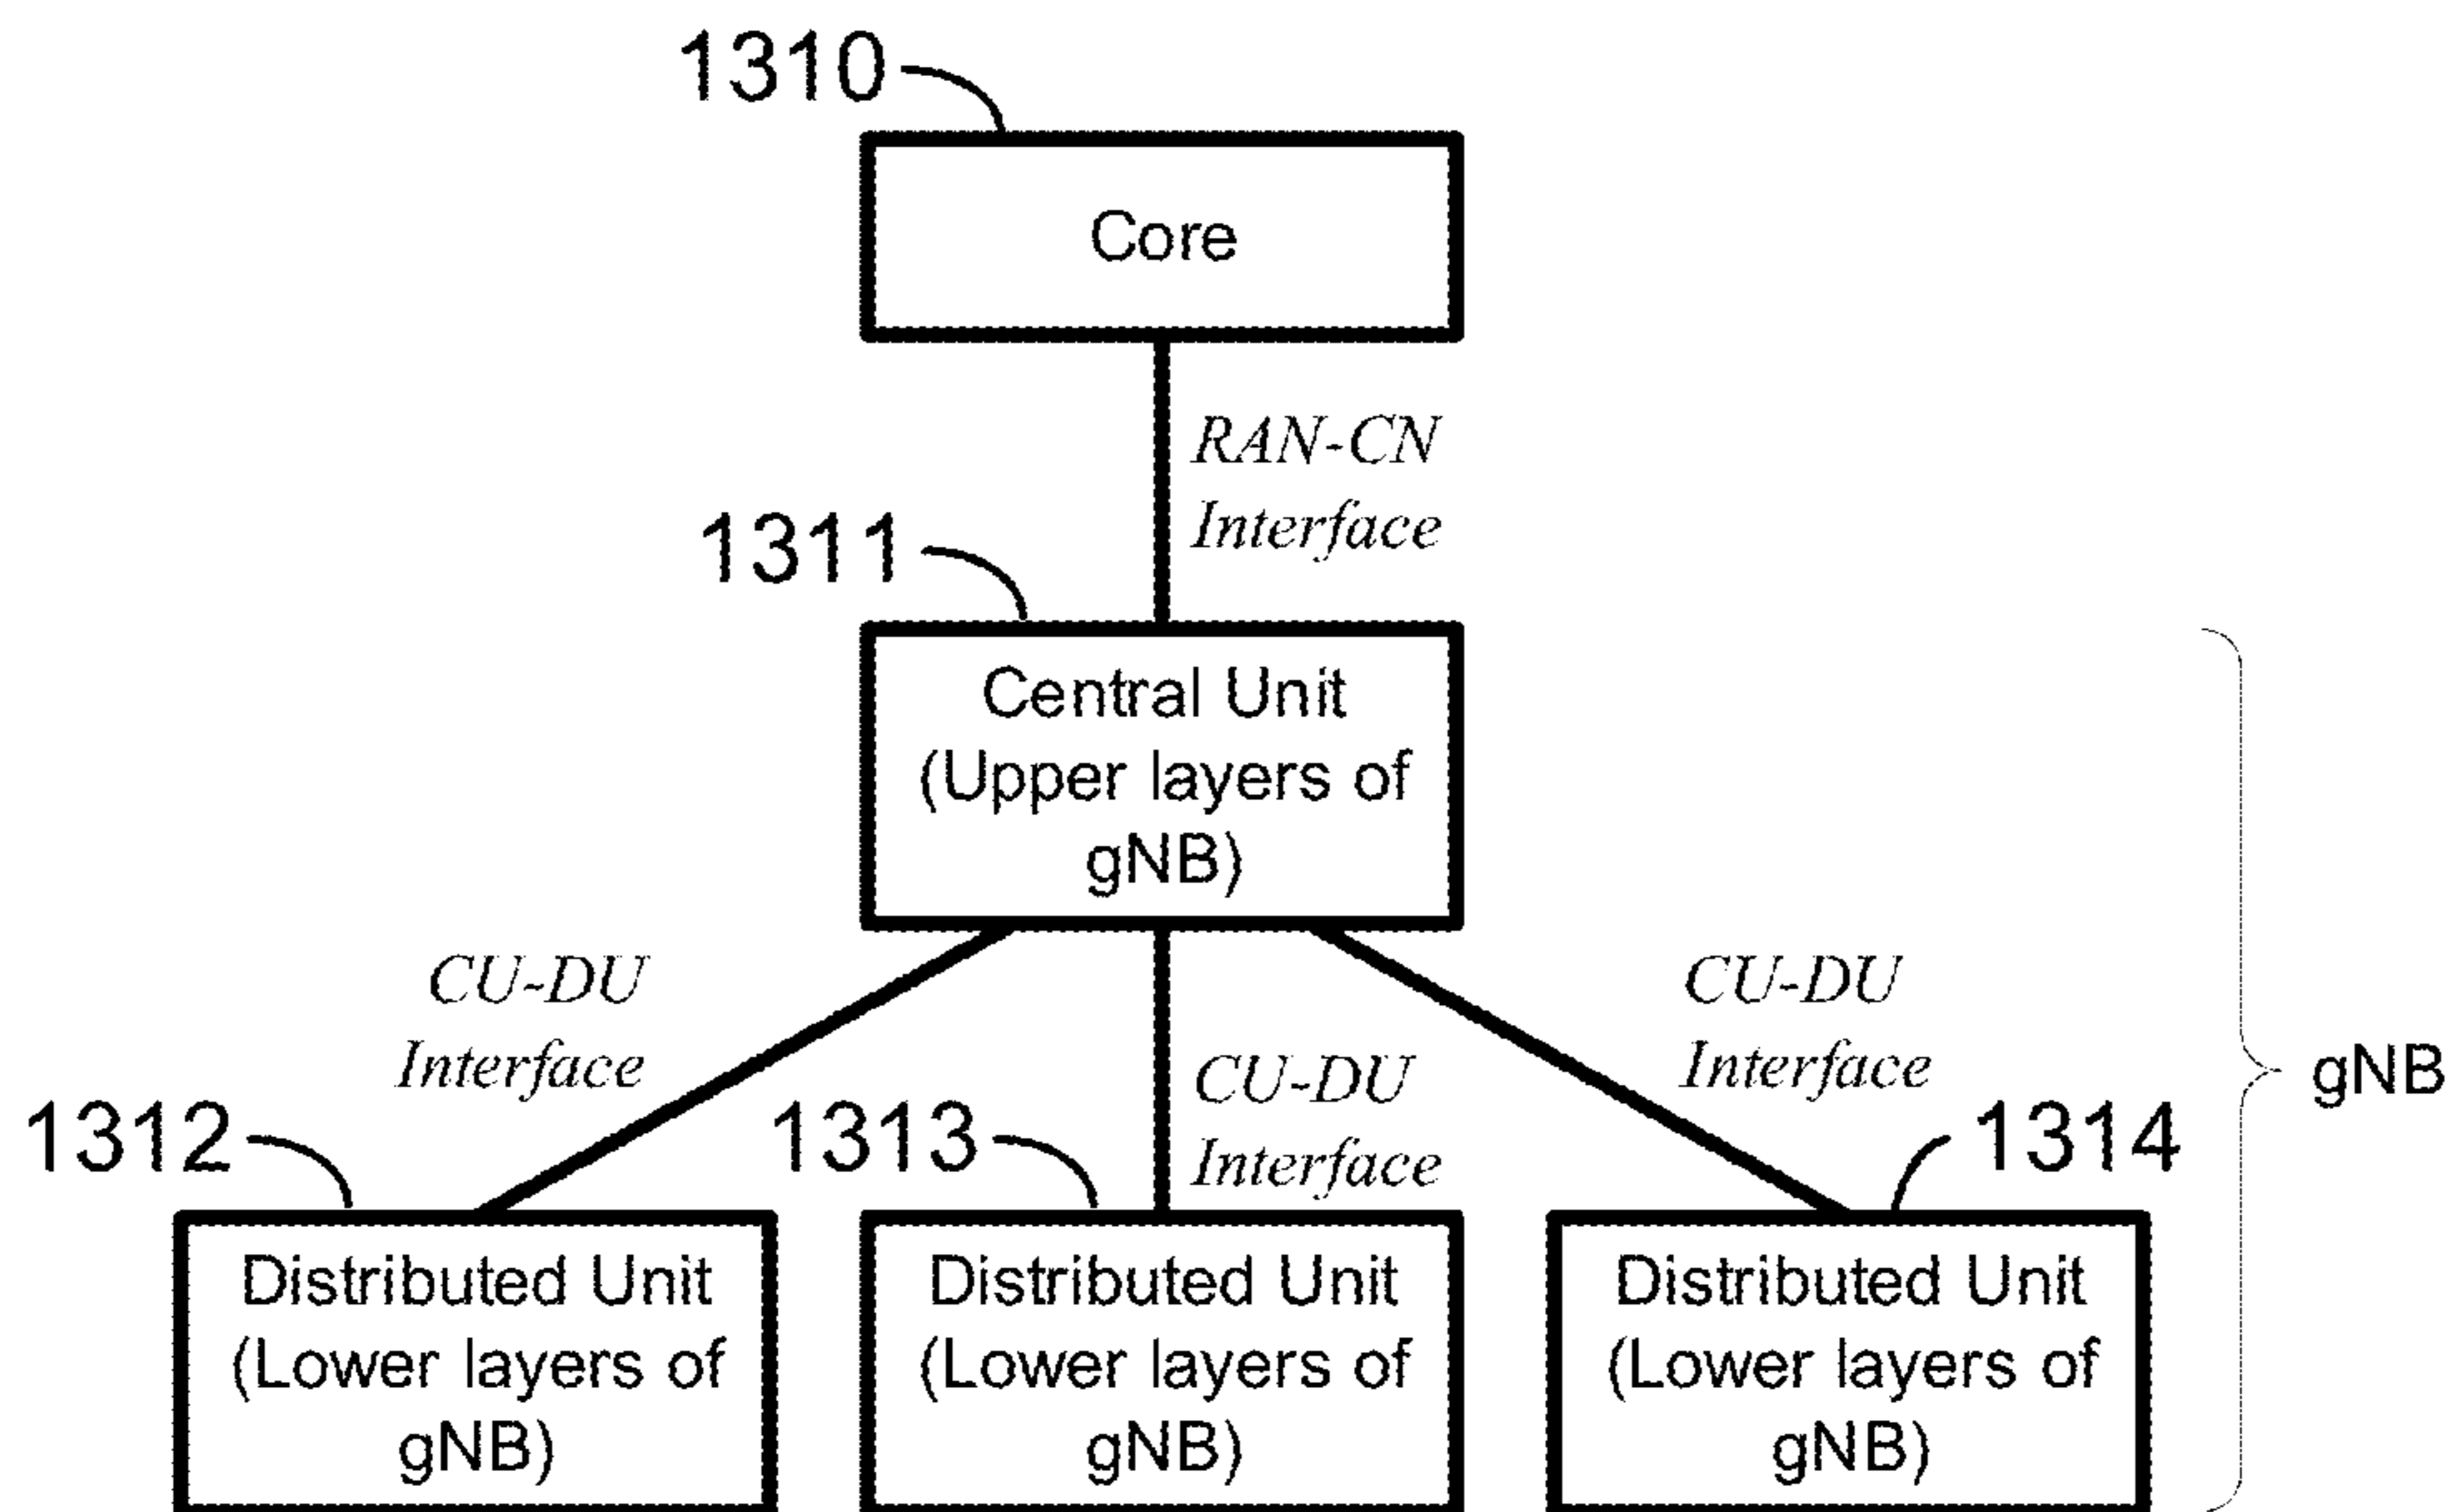 1310
Core
RAN-CN
Interface
1311
Central Unit
(Upper layers of
gNB)
CU-DU
Interface
CU-DU
Interface
CU-DU
Interface
gNB
1312
1313
1314
Distributed Unit
(Lower layers of
gNB)
Distributed Unit
(Lower layers of
gNB)
Distributed Unit
(Lower layers of
gNB)